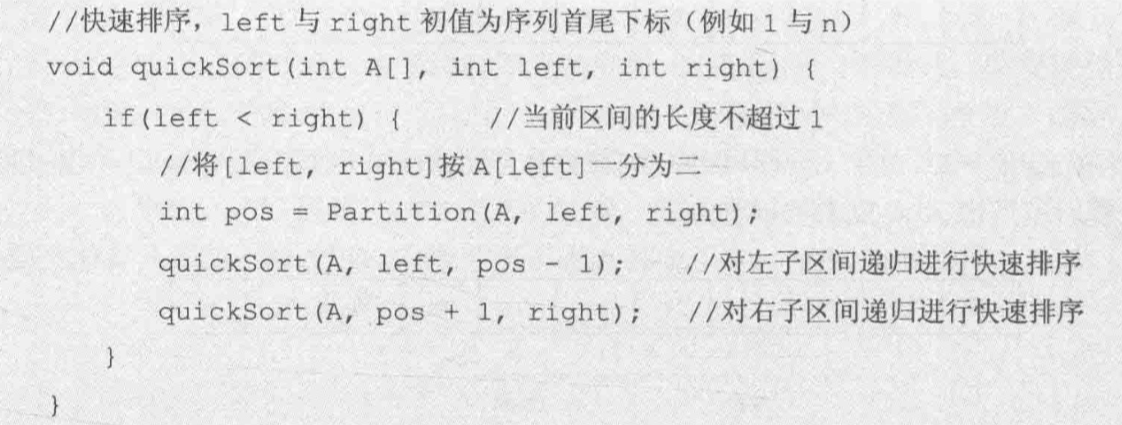 //快速排序，left 与 right 初值为序列首尾下标（例如 1 与 n）
void quickSort(int A[], int left, int right) {
if(left < right) { //当前区间的长度不超过 1
//将[left, right]按 A[left]一分为二
int pos = Partition(A, left, right);
quickSort(A, left, pos - 1); //对左子区间递归进行快速排序
quickSort(A, pos + 1, right); //对右子区间递归进行快速排序
}
}